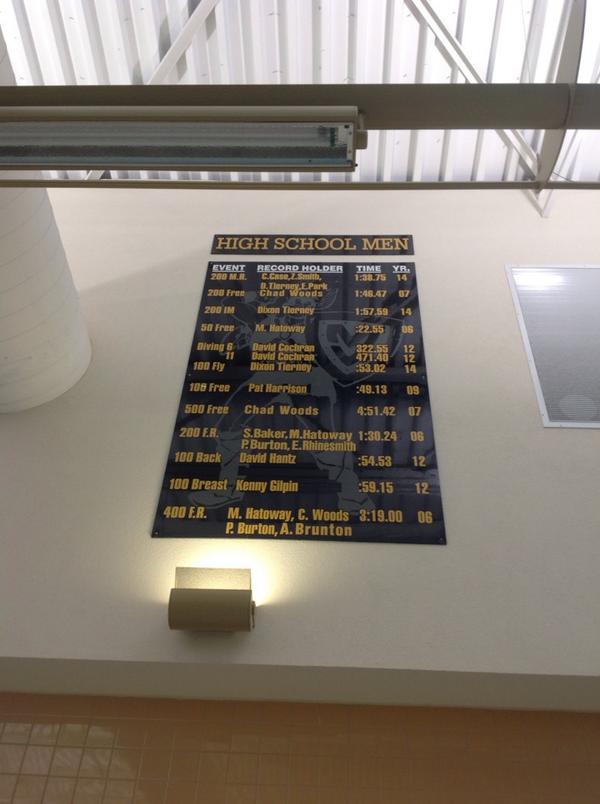 HIGH SCHOOL MEN
EVENT RECORD HOLDER TIME YR.
200 M.R. C.Case,Z.Smith, 1:38.75 14
D.Tierney,E.Park
200 Free Chad Woods 1:46.47 07
200 IM Dixon Tierney 1:57.59 14
50 Free M. Hatoway :22.55 06
Diving 6 David Cochran 322.55 12
11 David Cochran 471.40 12
100 Fly Dixon Tierney :53.02 14
100 Free Pat Harrison :49.13 09
500 Free Chad Woods 4:51.42 07
200 F.R. S.Baker,M.Hatoway 1:30.24 06
P.Burton, E.Rhinesmith
100 Back David Hantz :54.53 12
100 Breast Kenny Gilpin :59.15 12
400 F.R. M. Hatoway, C. Woods 3:19.00 06
P. Burton, A. Brunton